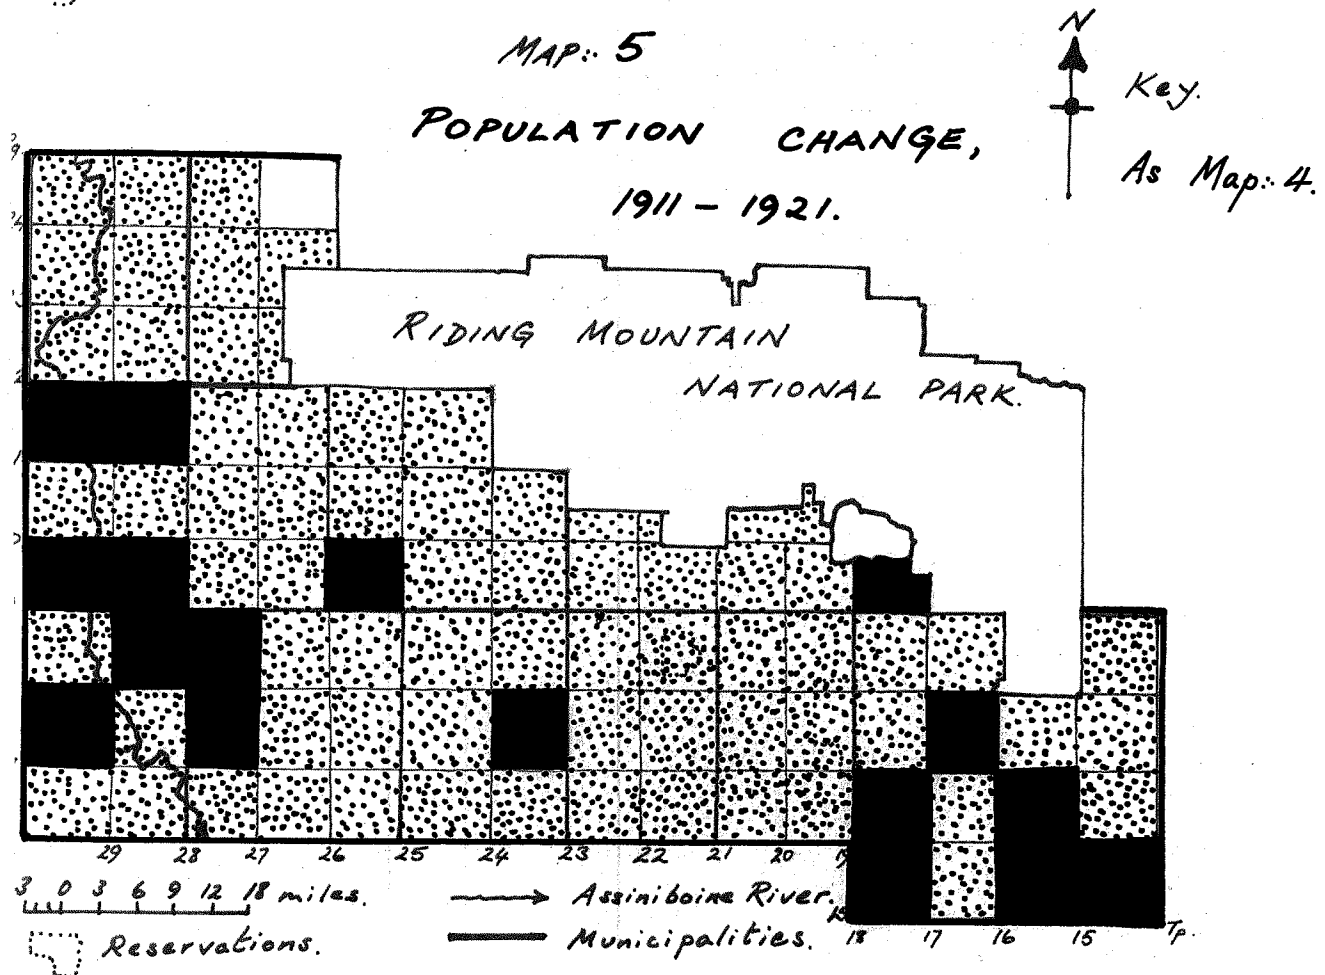 MAP: 5
N
Key.
POPULATION CHANGE,
As Map: 4.
1911 - 1921.
RIDING MOUNTAIN
NATIONAL PARK.
29 28 27 26 25 24 23 22 21 20 19
3 0 3 6 9 12 18 miles.
Assiniboine River.
Reservations.
Municipalities.
18 17 16 15 Tp.